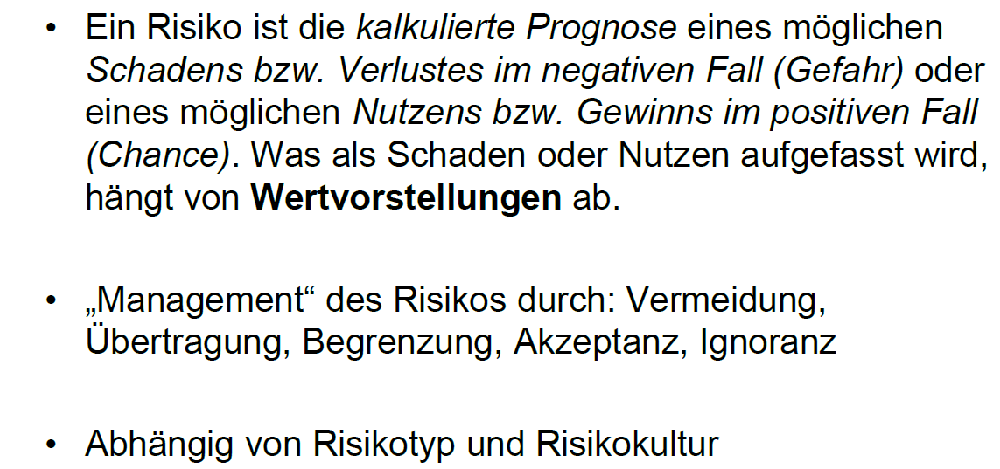 • Ein Risiko ist die kalkulierte Prognose eines möglichen
Schadens bzw. Verlustes im negativen Fall (Gefahr) oder
eines möglichen Nutzens bzw. Gewinns im positiven Fall
(Chance). Was als Schaden oder Nutzen aufgefasst wird,
hängt von Wertvorstellungen ab.
• „Management“ des Risikos durch: Vermeidung,
Übertragung, Begrenzung, Akzeptanz, Ignoranz
• Abhängig von Risikotyp und Risikokultur